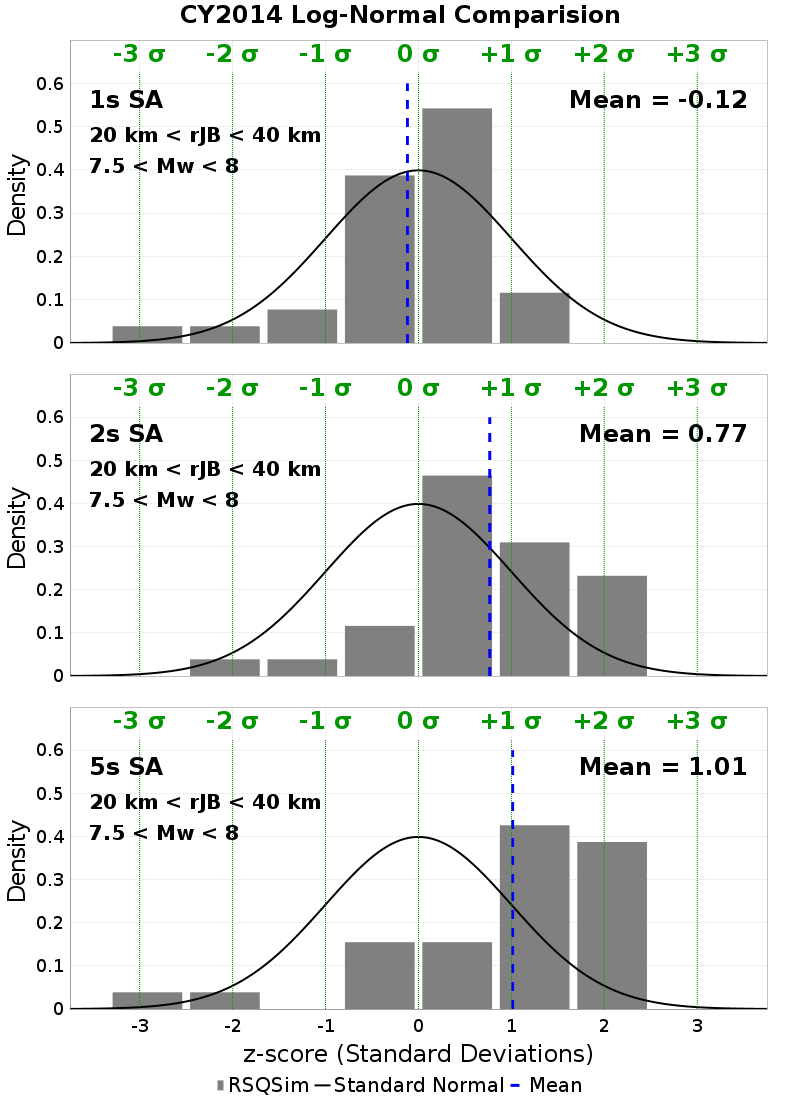 CY2014 Log-Normal Comparision
-3 σ -2 σ -1 σ 0 σ +1 σ +2 σ +3 σ
0.6
1s SA Mean = -0.12
0.5
20 km < rJB < 40 km
7.5 < Mw < 8
0.4
Density
0.3
0.2
0.1
0
-3 σ -2 σ -1 σ 0 σ +1 σ +2 σ +3 σ
0.6
2s SA Mean = 0.77
0.5
20 km < rJB < 40 km
7.5 < Mw < 8
0.4
Density
0.3
0.2
0.1
0
-3 σ -2 σ -1 σ 0 σ +1 σ +2 σ +3 σ
0.6
5s SA Mean = 1.01
0.5
20 km < rJB < 40 km
7.5 < Mw < 8
0.4
Density
0.3
0.2
0.1
0
-3 -2 -1 0 1 2 3
z-score (Standard Deviations)
RSQSim Standard Normal Mean